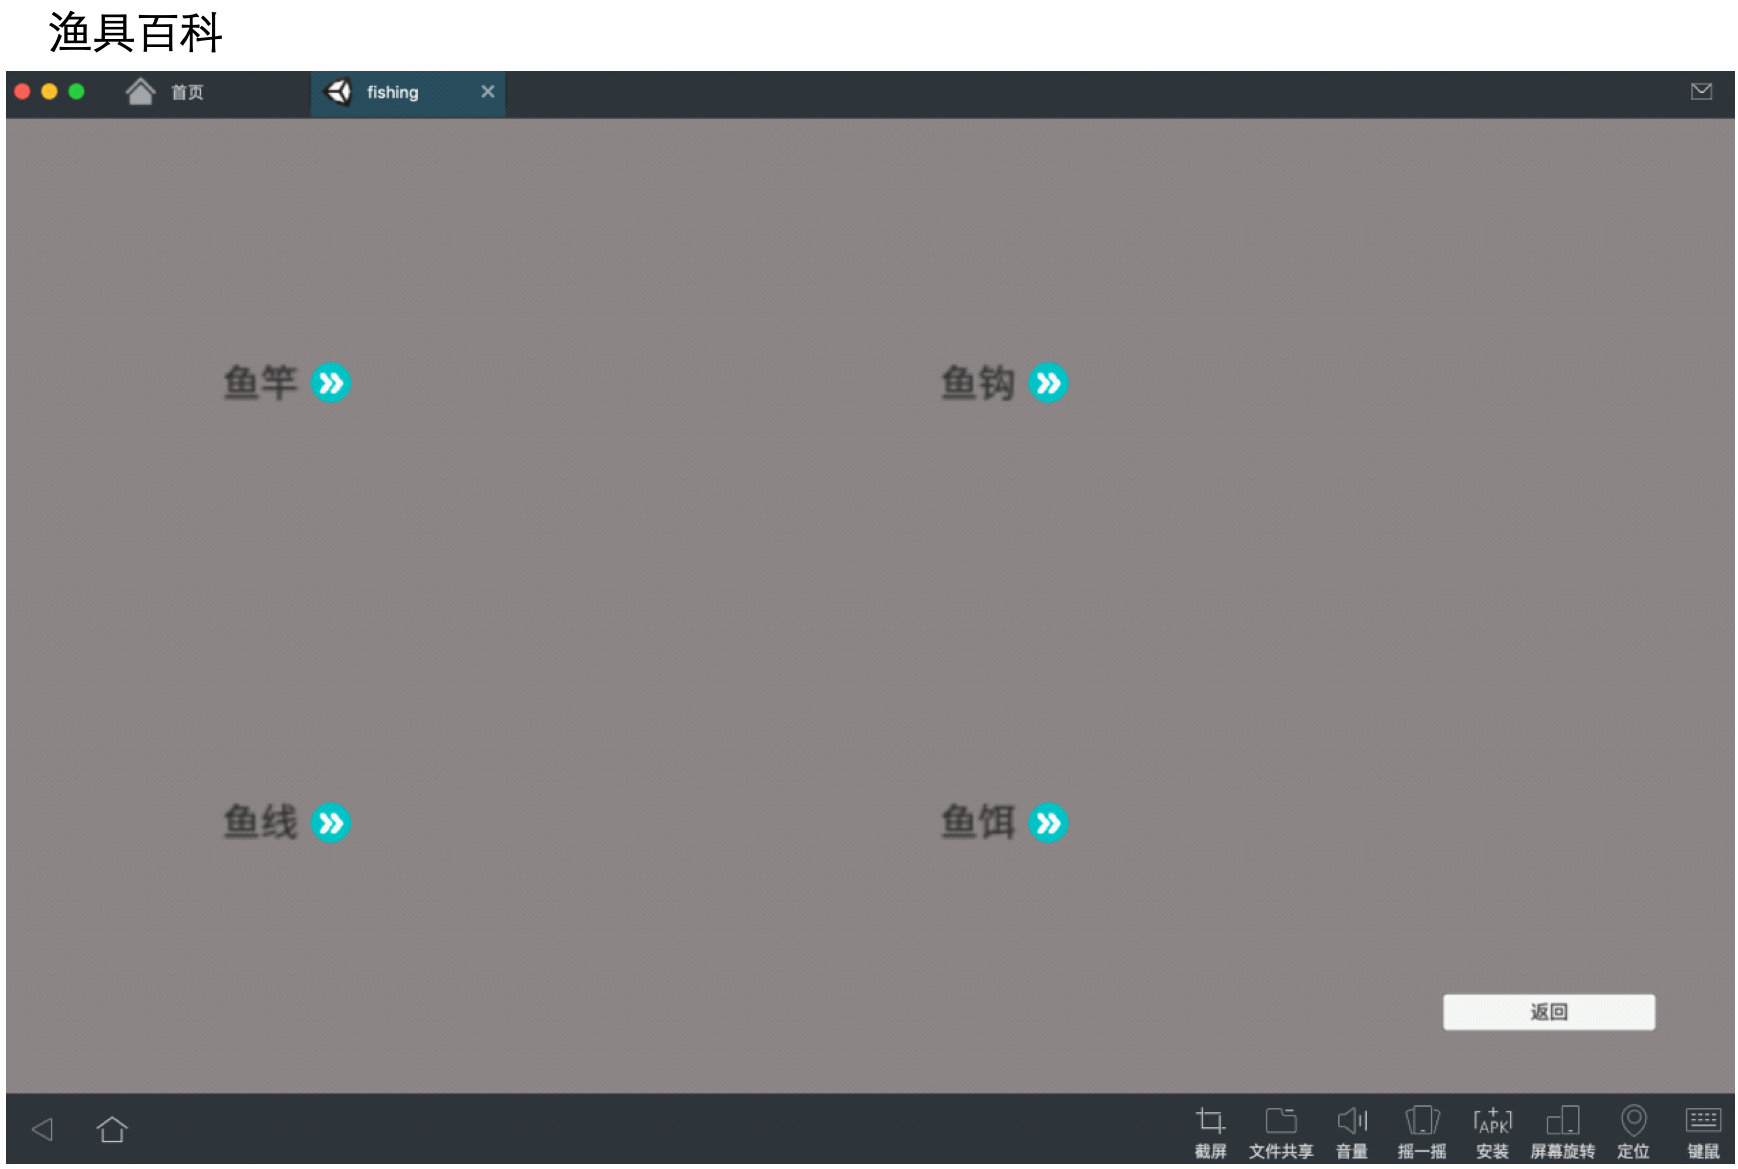 渔具百科
首页
fishing
鱼竿
鱼钩
鱼线
鱼饵
返回
截屏
文件共享
音量
摇一摇
APK
安装
屏幕旋转
定位
键鼠